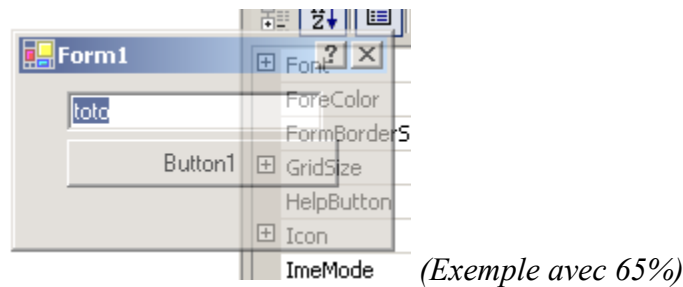 Form1
? X
Font
toto
ForeColor
FormBorderS
Button1
GridSize
HelpButton
Icon
ImeMode
(Exemple avec 65%)